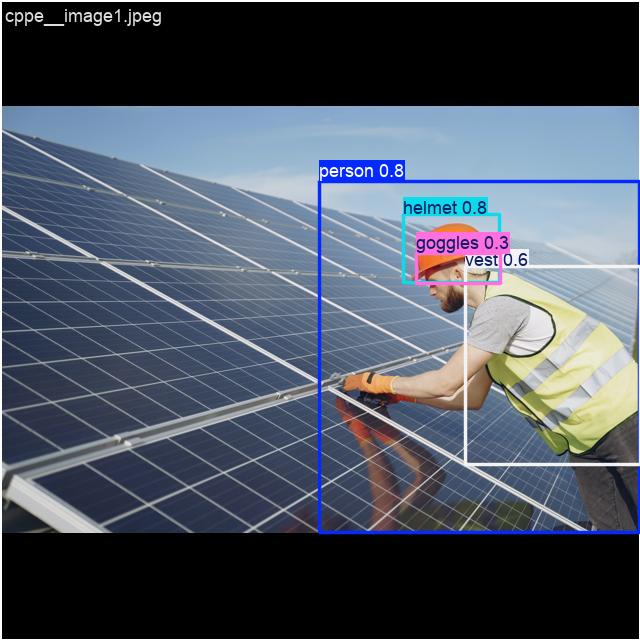 cppe__image1.jpeg
person 0.8
helmet 0.8
goggles 0.3
vest 0.6